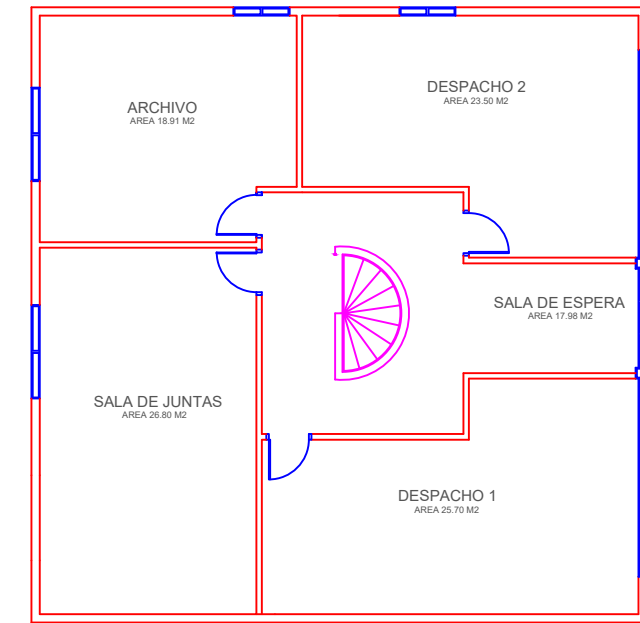 DESPACHO 2
AREA 23.50 M2
ARCHIVO
AREA 18.91 M2
SALA DE ESPERA
AREA 17.98 M2
SALA DE JUNTAS
AREA 26.80 M2
DESPACHO 1
AREA 25.70 M2